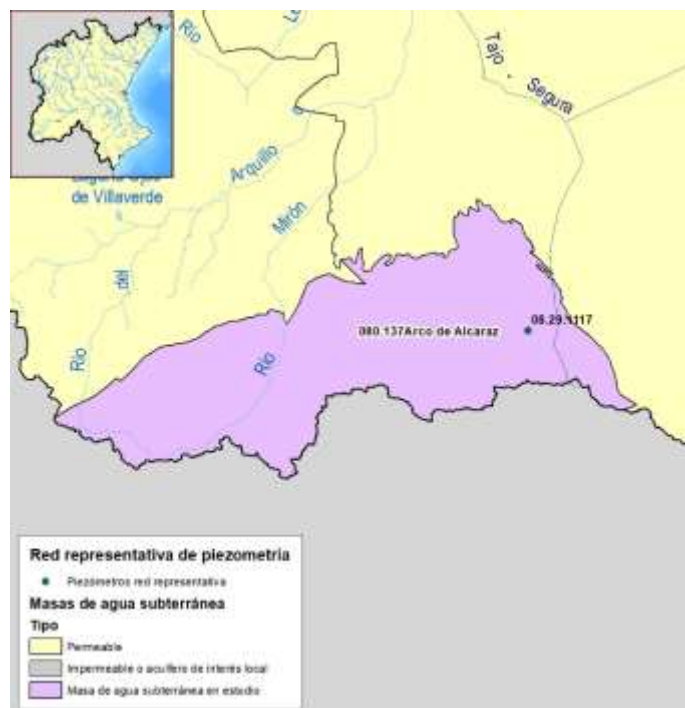 Río
Tajo - Segura
de Villaverde
Arquillo
Mirón
del
Río
Río
080.137Arco de Alcaraz
08.29.1117
Red representativa de piezometría
Piezómetros red representativa
Masas de agua subterránea
Tipo
Permeable
Impermeable o acuífero de interés local
Masa de agua subterránea en estudio